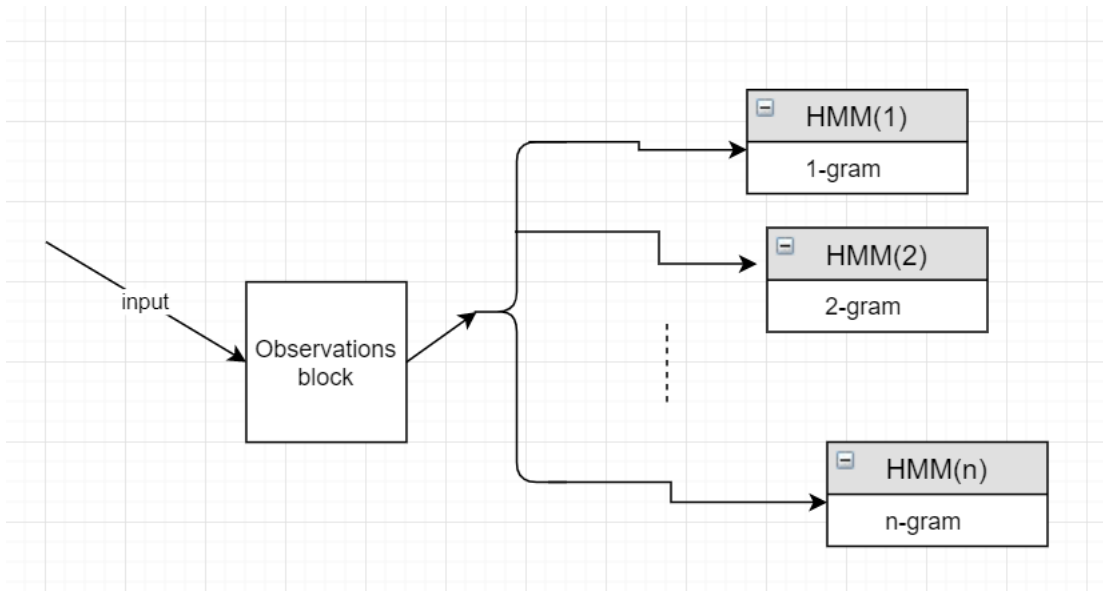 HMM(1)
1-gram
HMM(2)
2-gram
input
Observations
block
HMM(n)
n-gram